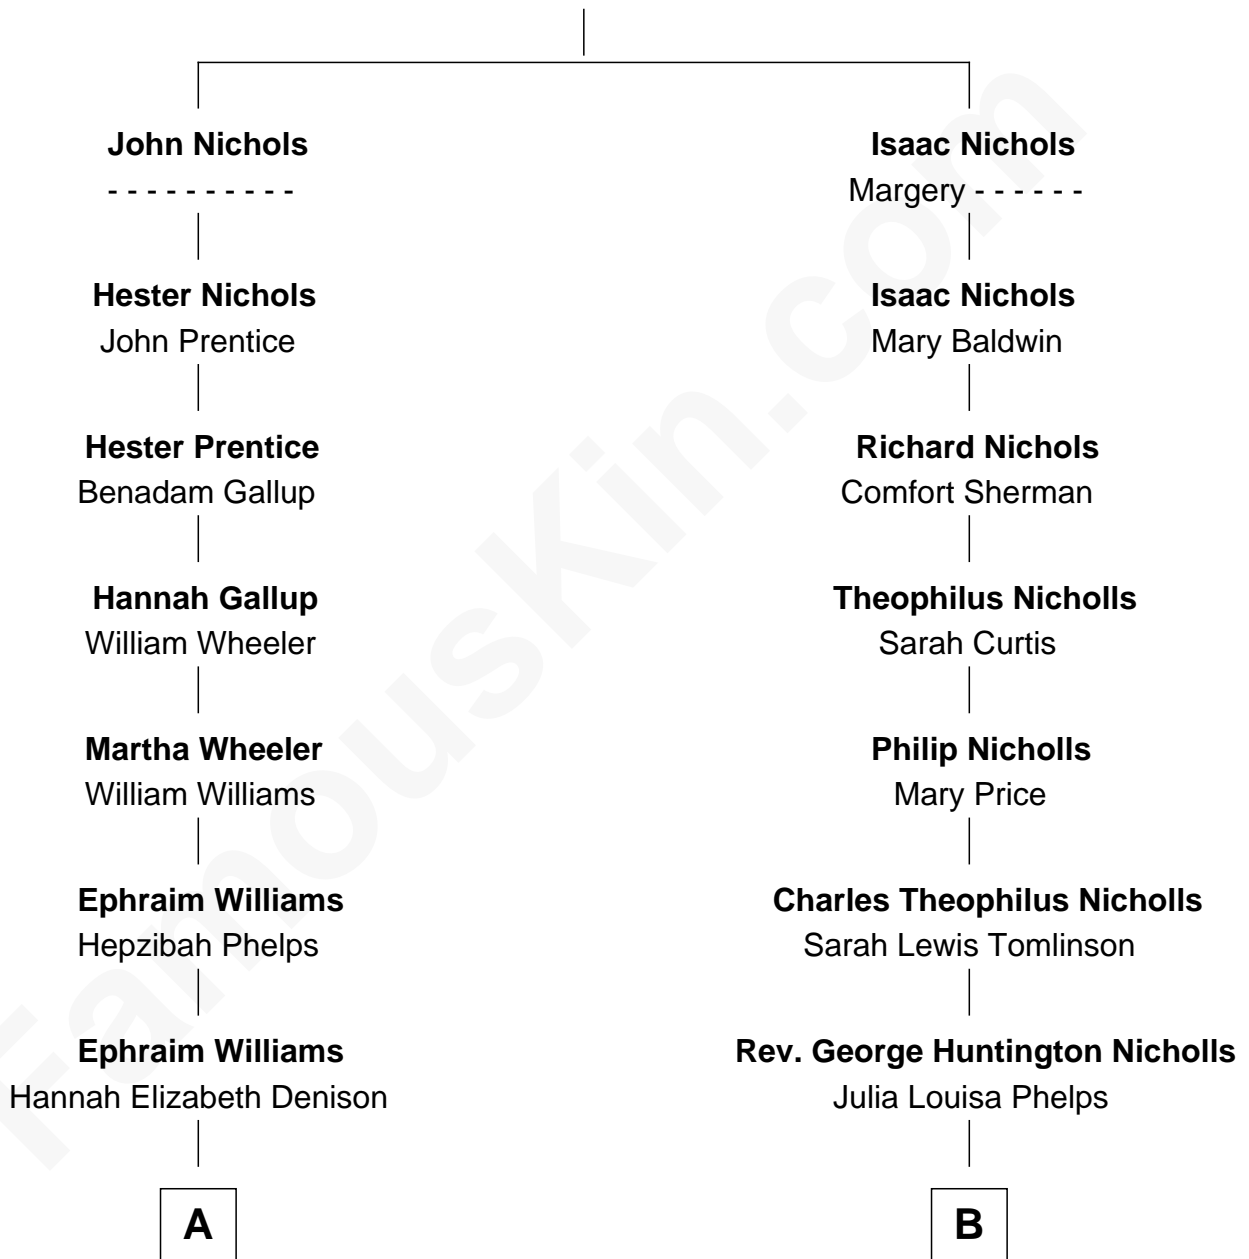 John Nichols
- - - - - - - - - -
Hester Nichols
John Prentice
Hester Prentice
Benadam Gallup
Hannah Gallup
William Wheeler
Martha Wheeler
William Williams
Ephraim Williams
Hepzibah Phelps
Ephraim Williams
Hannah Elizabeth Denison
A
Isaac Nichols
Margery - - - - - -
Isaac Nichols
Mary Baldwin
Richard Nichols
Comfort Sherman
Theophilus Nicholls
Sarah Curtis
Philip Nicholls
Mary Price
Charles Theophilus Nicholls
Sarah Lewis Tomlinson
Rev. George Huntington Nicholls
Julia Louisa Phelps
B
FamousKin.com